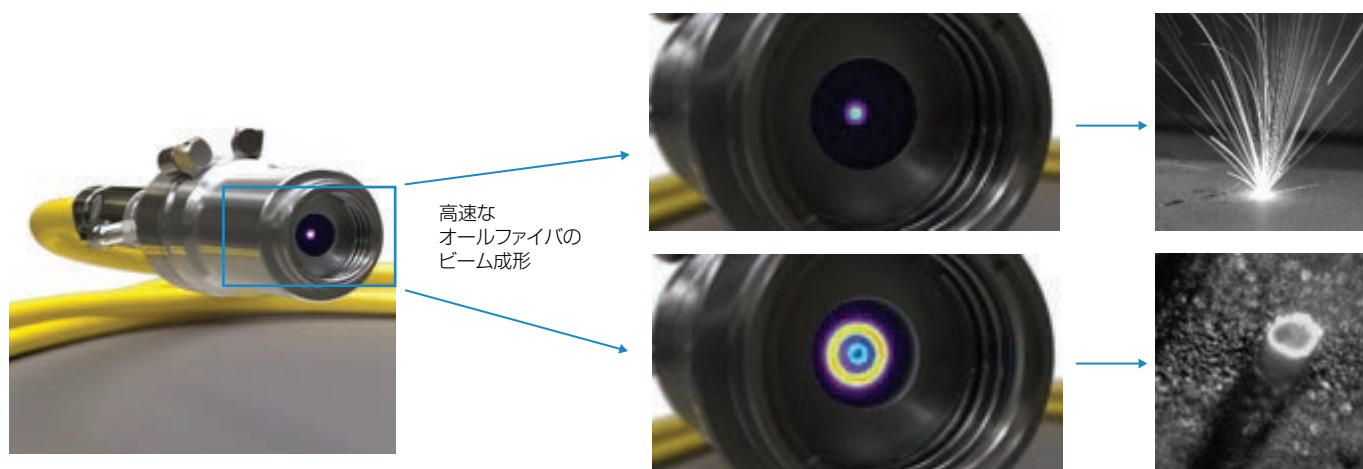 高速な
オールファイバの
ビーム成形